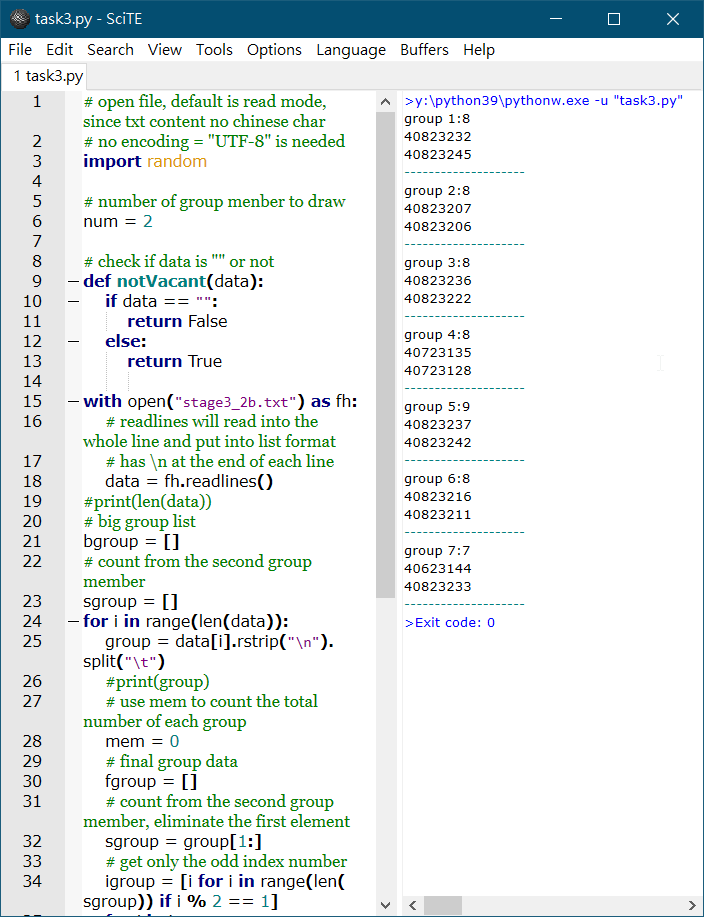 task3.py - SciTE
File Edit Search View Tools Options Language Buffers Help
1 task3.py
1 # open file, default is read mode,
since txt content no chinese char
2 # no encoding = "UTF-8" is needed
3 import random
4
5 # number of group menber to draw
6 num = 2
7
8 # check if data is "" or not
9 def notVacant(data):
10 if data == "":
11 return False
12 else:
13 return True
14
15 with open("stage3_2b.txt") as fh:
16 # readlines will read into the
whole line and put into list format
17 # has \n at the end of each line
18 data = fh.readlines()
19 #print(len(data))
20 # big group list
21 bgroup = []
22 # count from the second group
member
23 sgroup = []
24 for i in range(len(data)):
25 group = data[i].rstrip("\n").
split("\t")
26 #print(group)
27 # use mem to count the total
number of each group
28 mem = 0
29 # final group data
30 fgroup = []
31 # count from the second group
member, eliminate the first element
32 sgroup = group[1:]
33 # get only the odd index number
34 igroup = [i for i in range(len(
sgroup)) if i % 2 == 1]
>y:\python39\pythonw.exe -u "task3.py"
group 1:8
40823232
40823245
--------------------
group 2:8
40823207
40823206
--------------------
group 3:8
40823236
40823222
--------------------
group 4:8
40723135
40723128
--------------------
group 5:9
40823237
40823242
--------------------
group 6:8
40823216
40823211
--------------------
group 7:7
40623144
40823233
--------------------
>Exit code: 0